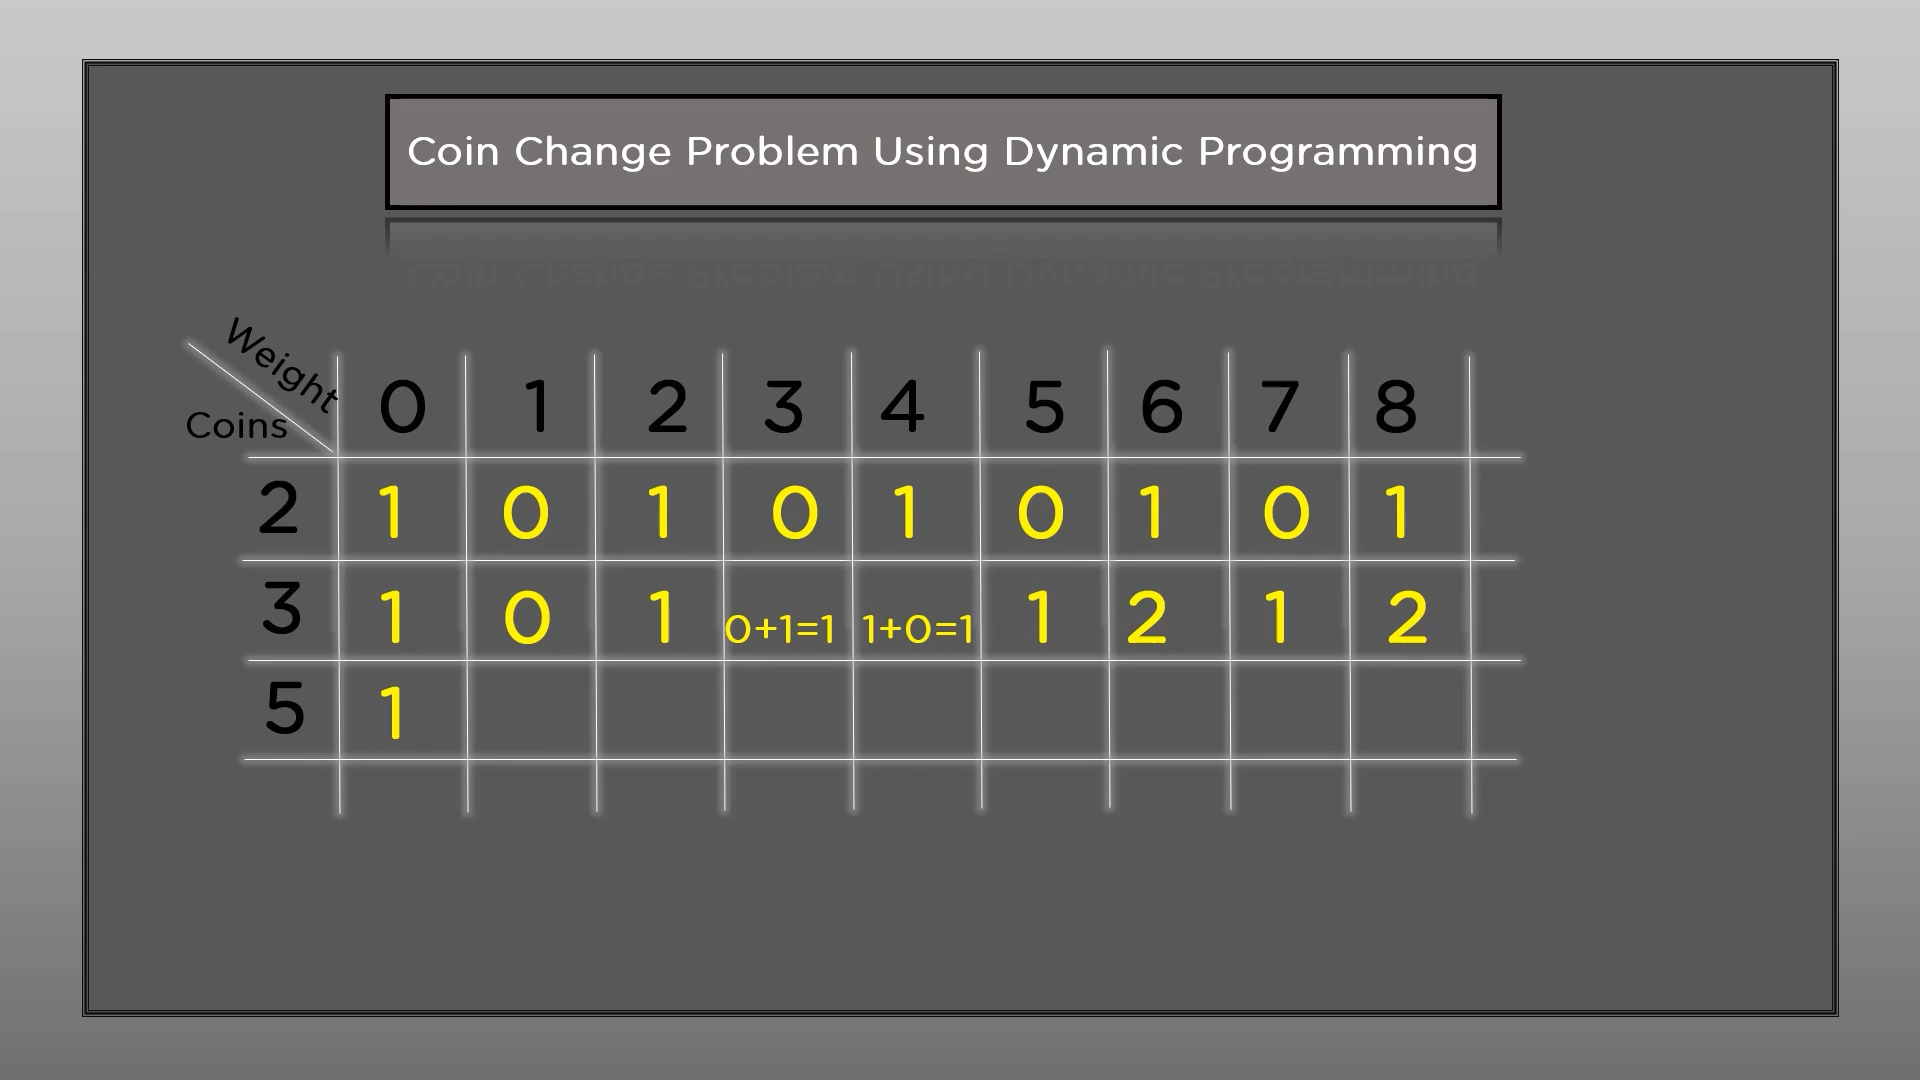 Coin Change Problem Using Dynamic Programming
Weight
Coins
0 1 2 3 4 5 6 7 8
2 1 0 1 0 1 0 1 0 1
3 1 0 1 0+1=1 1+0=1 1 2 1 2
5 1